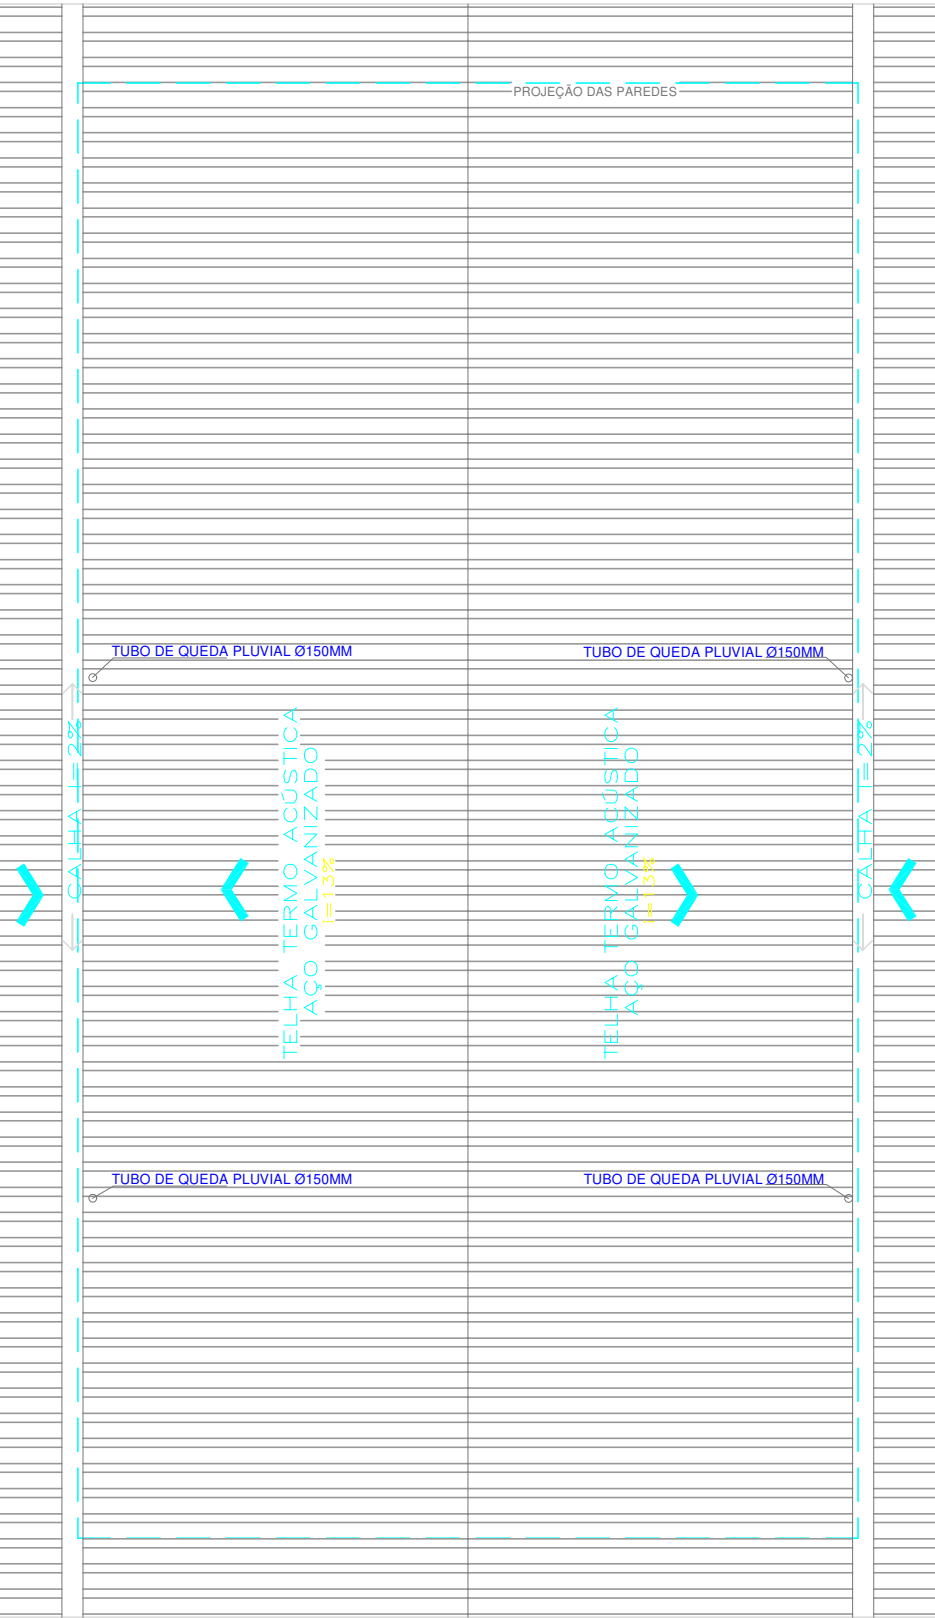 PROJEÇÃO DAS PAREDES
TUBO DE QUEDA PLUVIAL Ø150MM
TUBO DE QUEDA PLUVIAL Ø150MM
CALHA I=2%
TELHA TERMO ACÚSTICA
AÇO GALVANIZADO
i=13%
TELHA TERMO ACÚSTICA
AÇO GALVANIZADO
i=13%
CALHA I=2%
TUBO DE QUEDA PLUVIAL Ø150MM
TUBO DE QUEDA PLUVIAL Ø150MM